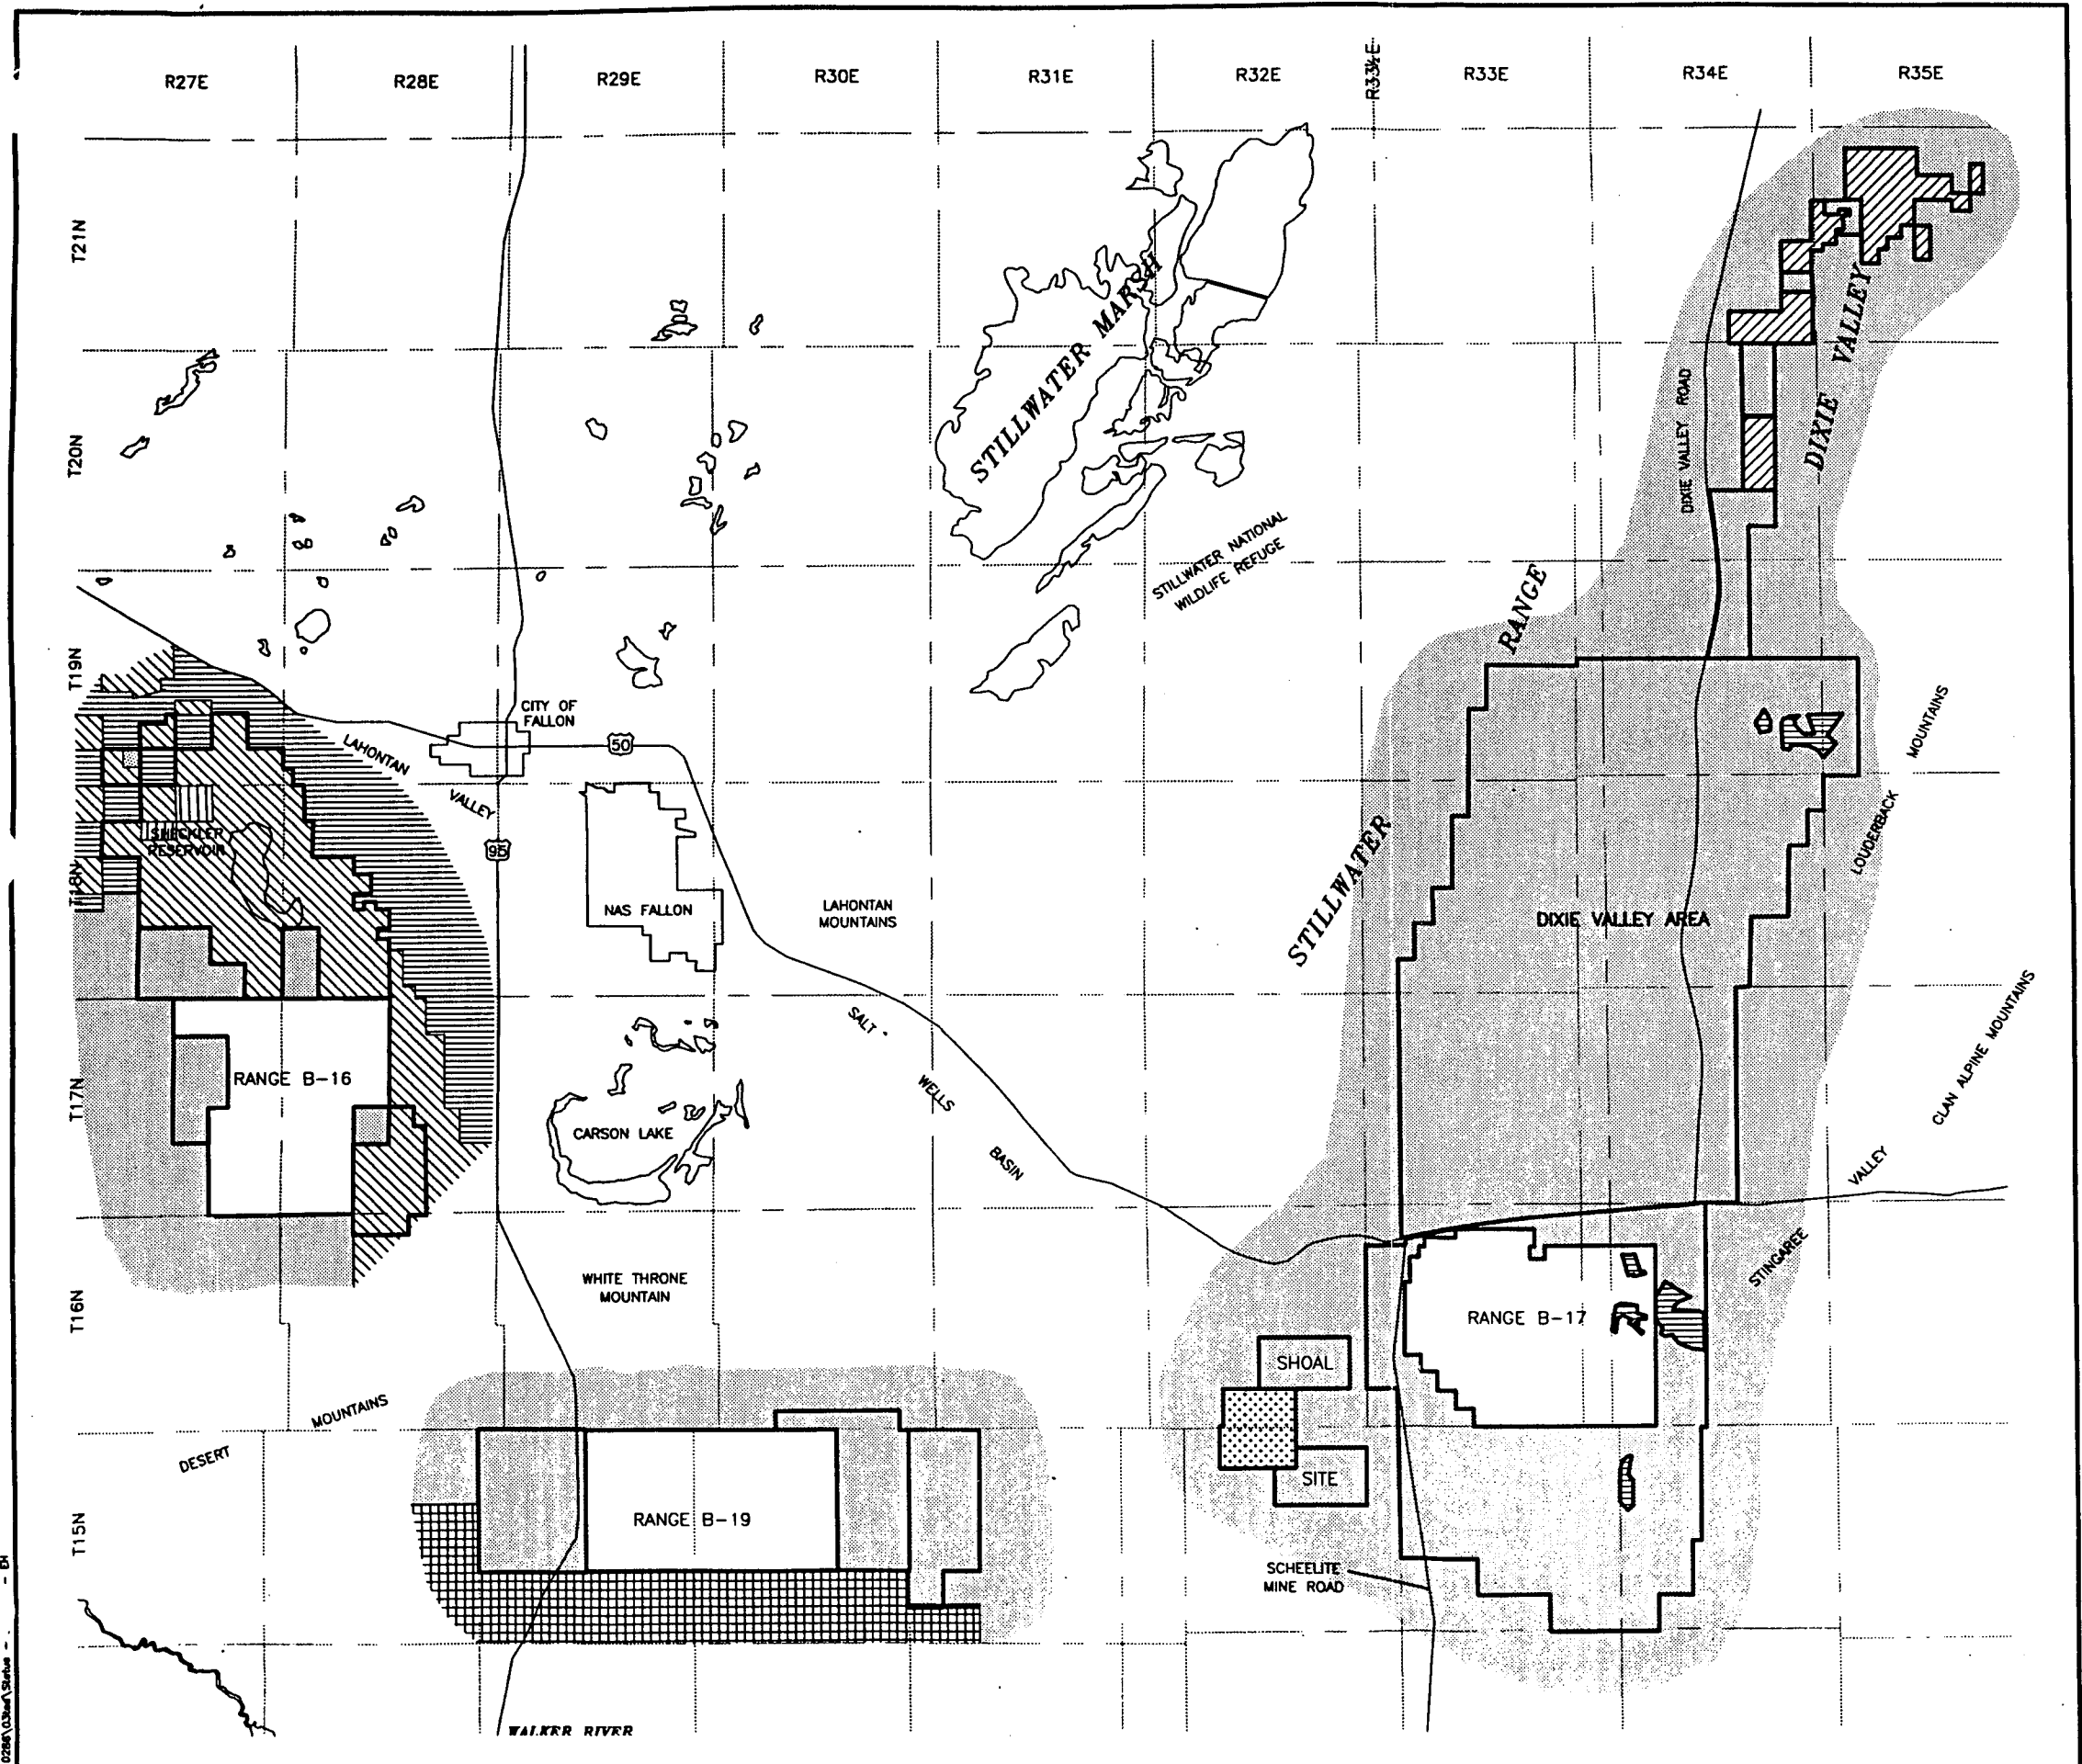 R27E
R28E
R29E
R30E
R31E
R32E
R33½E
R33E
R34E
R35E
T21N
T20N
T19N
T18N
T17N
T16N
T15N
STILLWATER MARSH
STILLWATER NATIONAL
WILDLIFE REFUGE
DIXIE VALLEY ROAD
DIXIE VALLEY
STILLWATER RANGE
CITY OF
FALLON
50
LAHONTAN
VALLEY
95
SHECKLER
RESERVOIR
NAS FALLON
LAHONTAN
MOUNTAINS
DIXIE VALLEY AREA
LOUDERBACK MOUNTAINS
CLAN ALPINE MOUNTAINS
SALT
WELLS
BASIN
RANGE B-16
CARSON LAKE
STINGAREE VALLEY
WHITE THRONE
MOUNTAIN
RANGE B-17
SHOAL
SITE
DESERT MOUNTAINS
RANGE B-19
SCHEELITE
MINE ROAD
WALKER RIVER